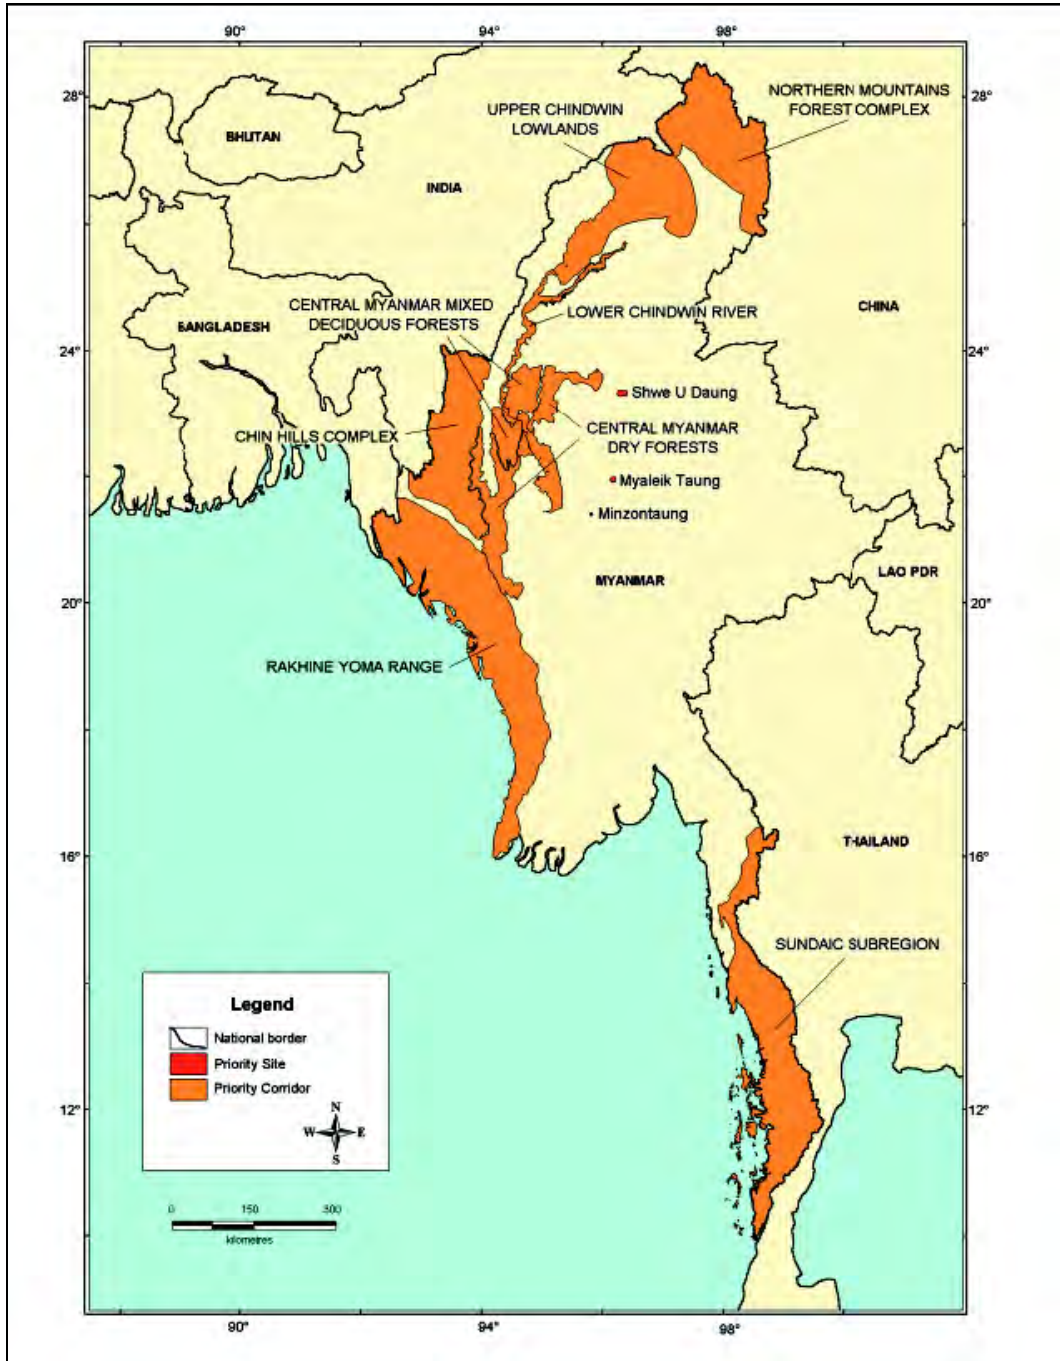 90°
94°
98°
28°
28°
NORTHERN MOUNTAINS
FOREST COMPLEX
UPPER CHINDWIN
LOWLANDS
BHUTAN
INDIA
CHINA
CENTRAL MYANMAR MIXED
DECIDUOUS FORESTS
BANGLADESH
LOWER CHINDWIN RIVER
24°
24°
Shwe U Daung
CHIN HILLS COMPLEX
CENTRAL MYANMAR
DRY FORESTS
Myaleik Taung
Minzontaung
MYANMAR
LAO PDR
20°
20°
RAKHINE YOMA RANGE
THAILAND
16°
16°
SUNDAIC SUBREGION
Legend
National border
Priority Site
Priority Corridor
N
W E
S
12°
12°
0 150 300
kilometres
90°
94°
98°